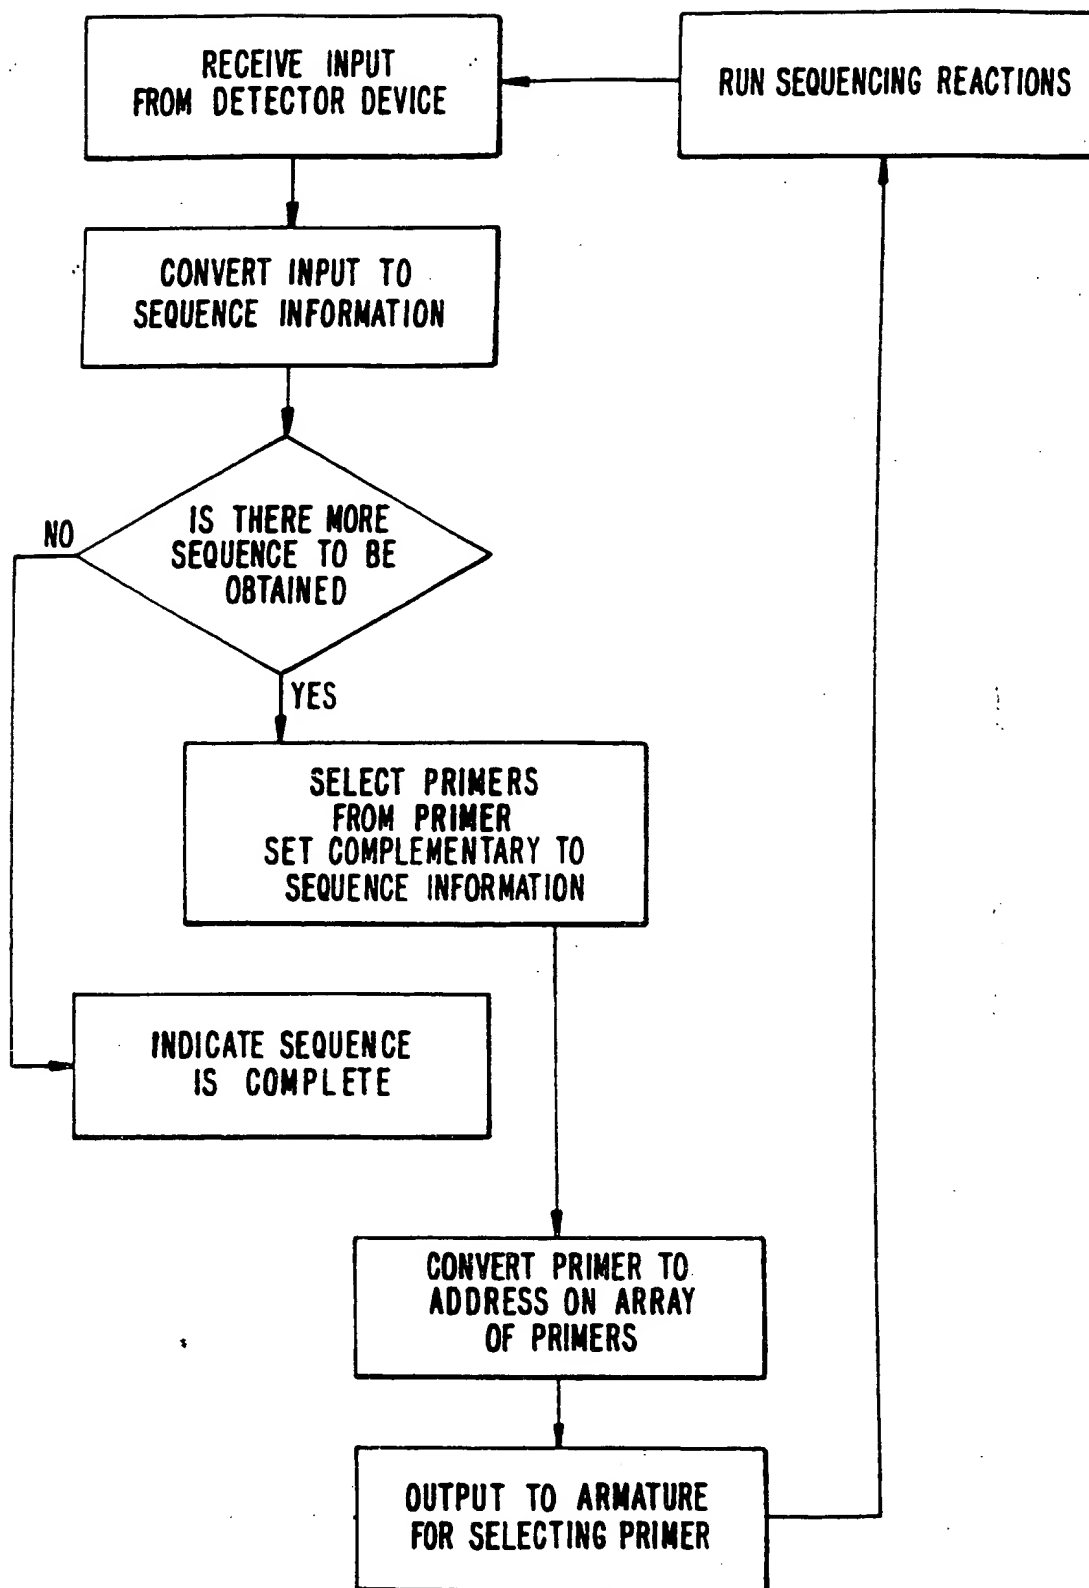 RECEIVE INPUT
FROM DETECTOR DEVICE
RUN SEQUENCING REACTIONS
CONVERT INPUT TO
SEQUENCE INFORMATION
IS THERE MORE
SEQUENCE TO BE
OBTAINED
NO
YES
SELECT PRIMERS
FROM PRIMER
SET COMPLEMENTARY TO
SEQUENCE INFORMATION
INDICATE SEQUENCE
IS COMPLETE
CONVERT PRIMER TO
ADDRESS ON ARRAY
OF PRIMERS
OUTPUT TO ARMATURE
FOR SELECTING PRIMER